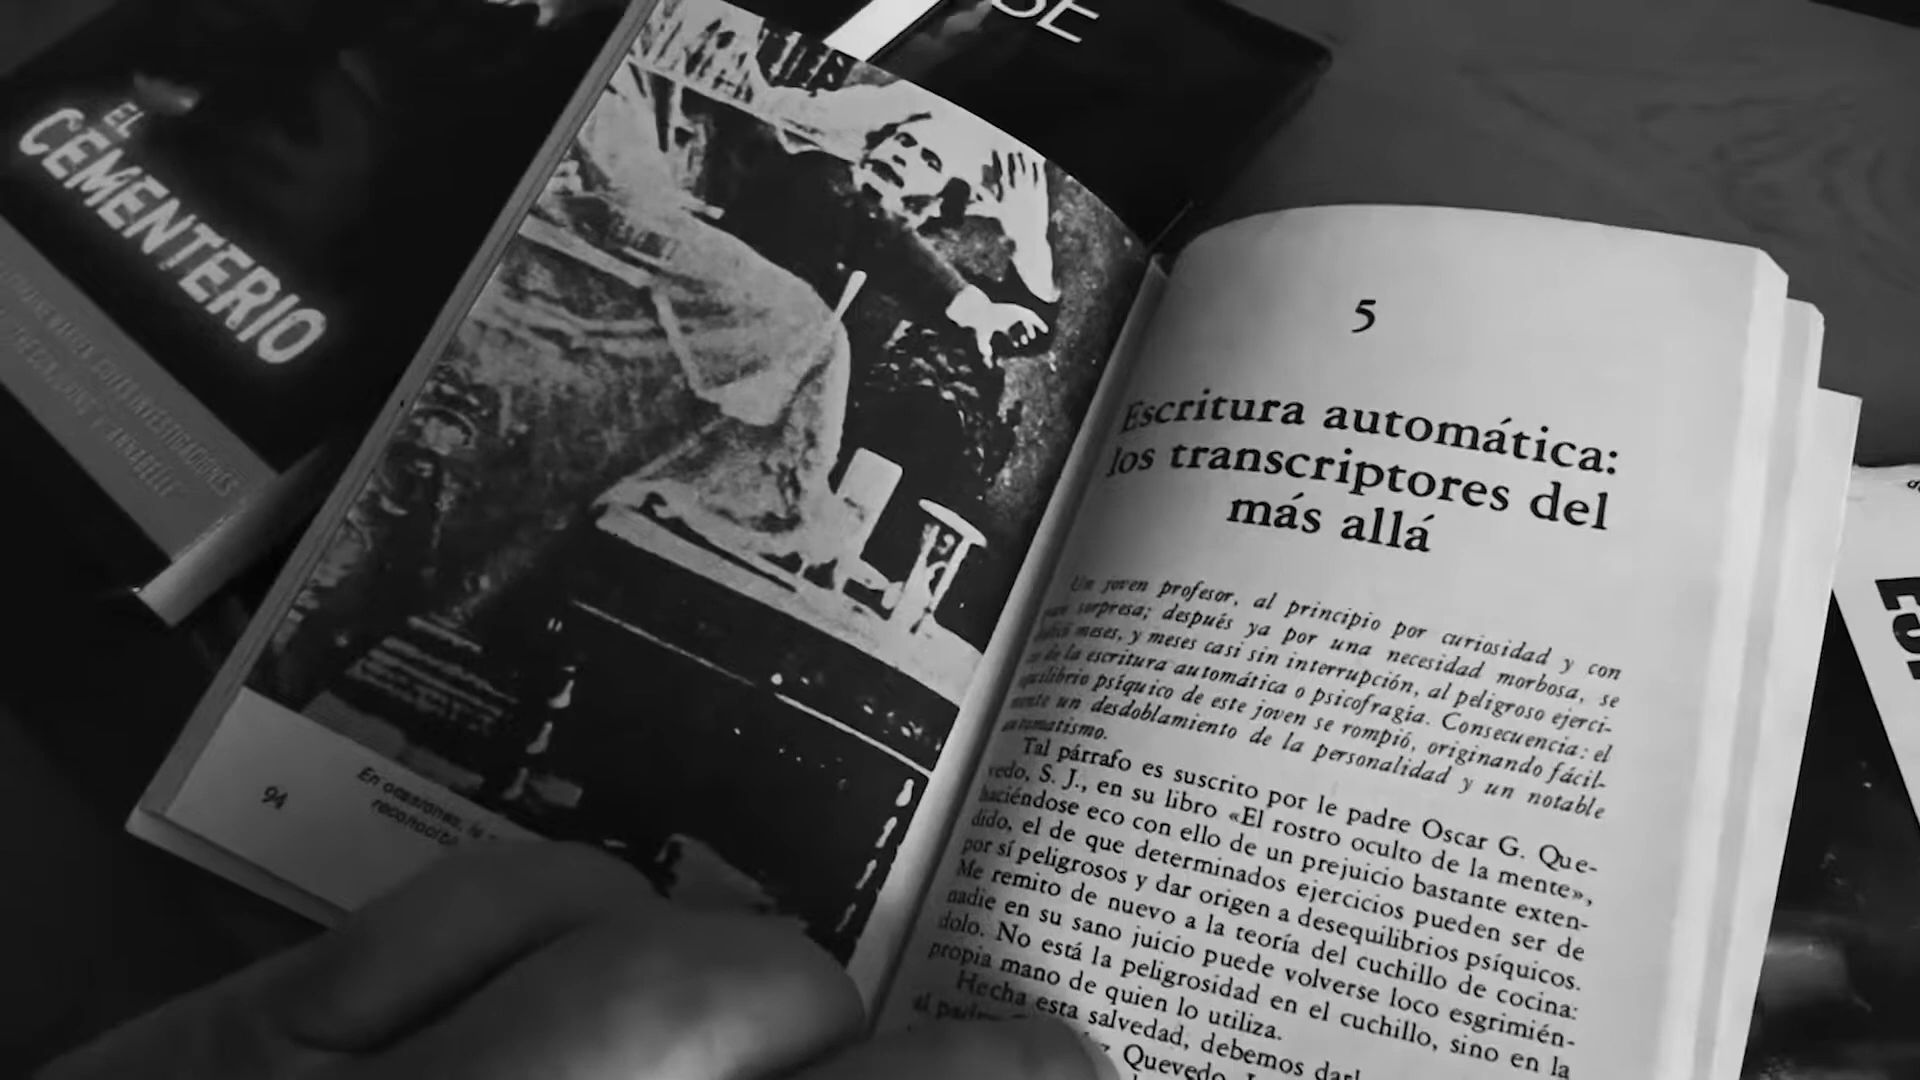 SE
EL
CEMENTERIO
94
En ocasiones, la
5
Escritura automática:
los transcriptores del
más allá
Un joven profesor, al principio por curiosidad y con
sorpresa; después ya por una necesidad morbosa, se
meses, y meses casi sin interrupción, al peligroso ejerci-
de la escritura automática o psicofragia. Consecuencia: el
equilibrio psíquico de este joven se rompió, originando fácil-
mente un desdoblamiento de la personalidad y un notable
automatismo.
Tal párrafo es suscrito por le padre Oscar G. Que-
vedo, S. J., en su libro «El rostro oculto de la mente»,
haciéndose eco con ello de un prejuicio bastante exten-
dido, el de que determinados ejercicios pueden ser de
por sí peligrosos y dar origen a desequilibrios psíquicos.
Me remito de nuevo a la teoría del cuchillo de cocina:
nadie en su sano juicio puede volverse loco esgrimién-
dolo. No está la peligrosidad en el cuchillo, sino en la
propia mano de quien lo utiliza.
Hecha esta salvedad, debemos
al Quevedo